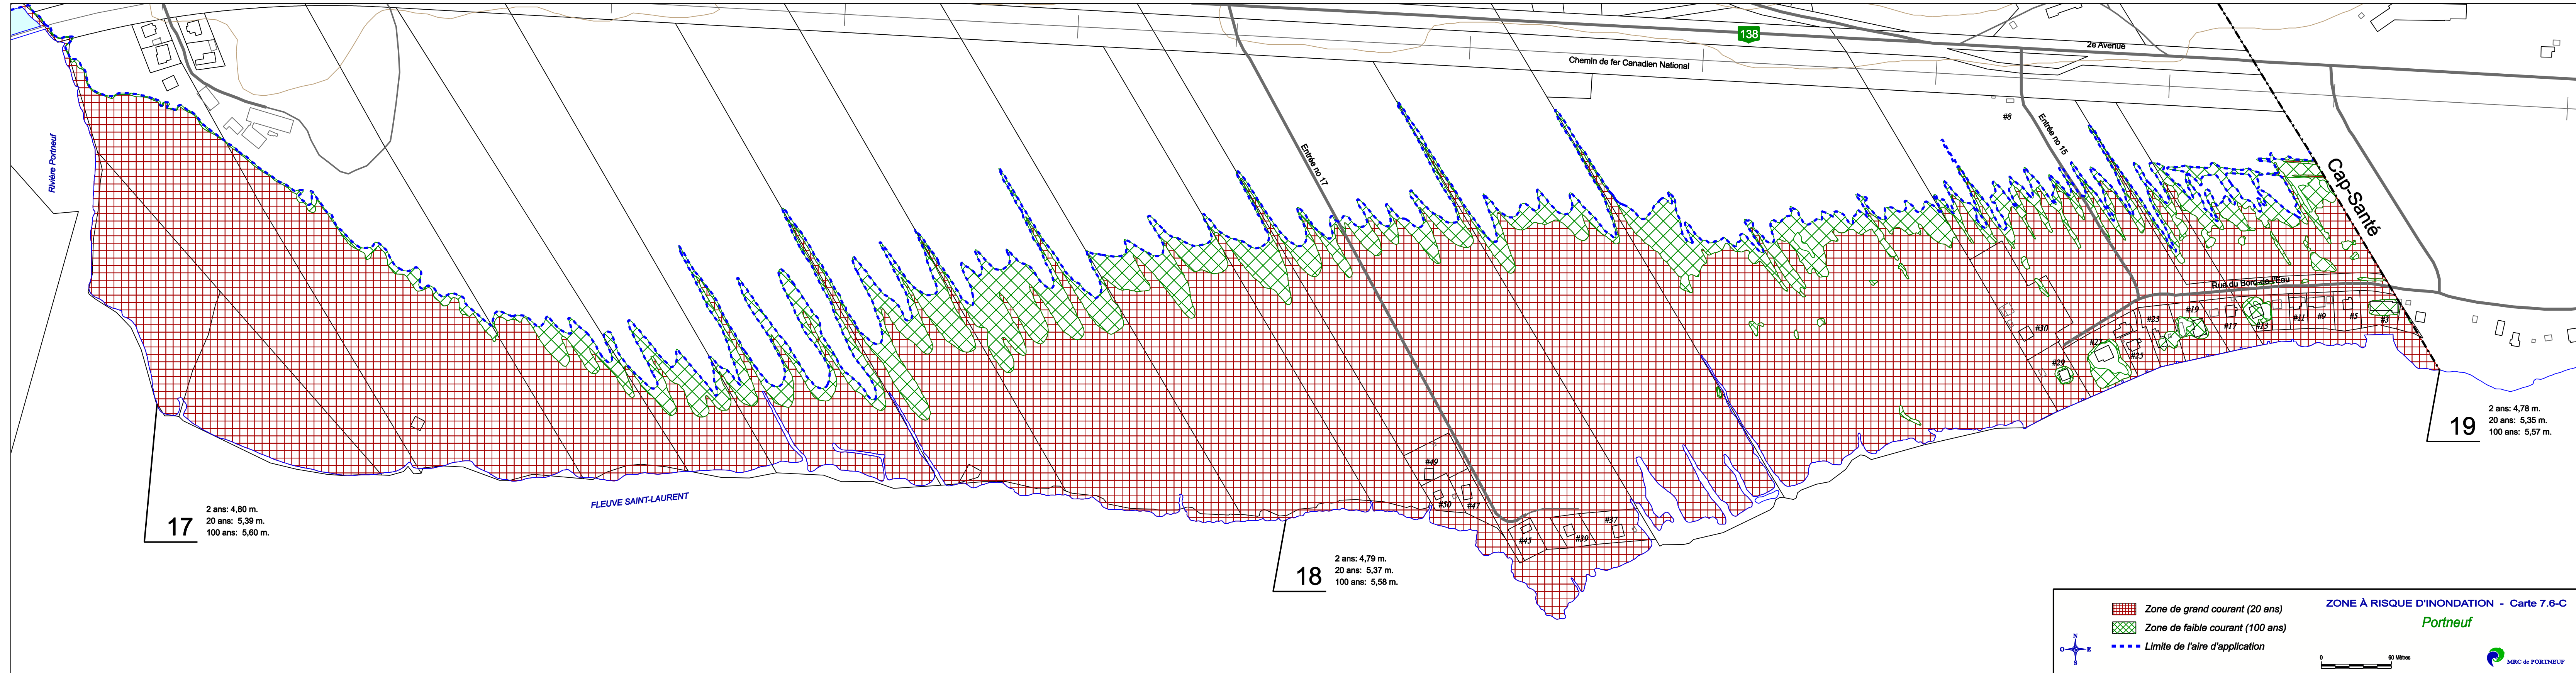 138
2e Avenue
Chemin de fer Canadien National
Rivière Portneuf
Entrée no 17
#8
Entrée no 15
Cap-Santé
Rue du Bord-de-l'Eau
#30
#29
#27
#25
#23
#19
#17
#13
#11
#9
#5
#3
19
2 ans: 4,78 m.
20 ans: 5,35 m.
100 ans: 5,57 m.
#49
#50
#47
#45
#39
#37
FLEUVE SAINT-LAURENT
17
2 ans: 4,80 m.
20 ans: 5,39 m.
100 ans: 5,60 m.
18
2 ans: 4,79 m.
20 ans: 5,37 m.
100 ans: 5,58 m.
Zone de grand courant (20 ans)
Zone de faible courant (100 ans)
Limite de l'aire d'application
N
O
E
S
ZONE À RISQUE D'INONDATION - Carte 7.6-C
Portneuf
0
60 Mètres
MRC de PORTNEUF